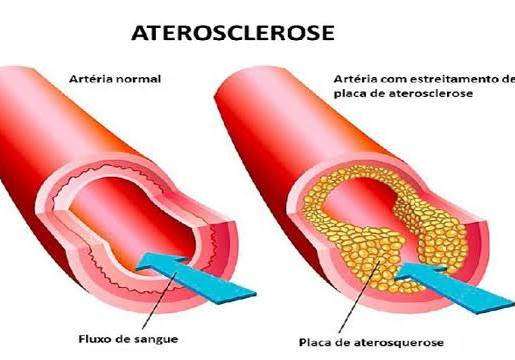 ATEROSCLEROSE
Artéria normal
Artéria com estreitamento de
placa de aterosclerose
Fluxo de sangue
Placa de aterosquerose